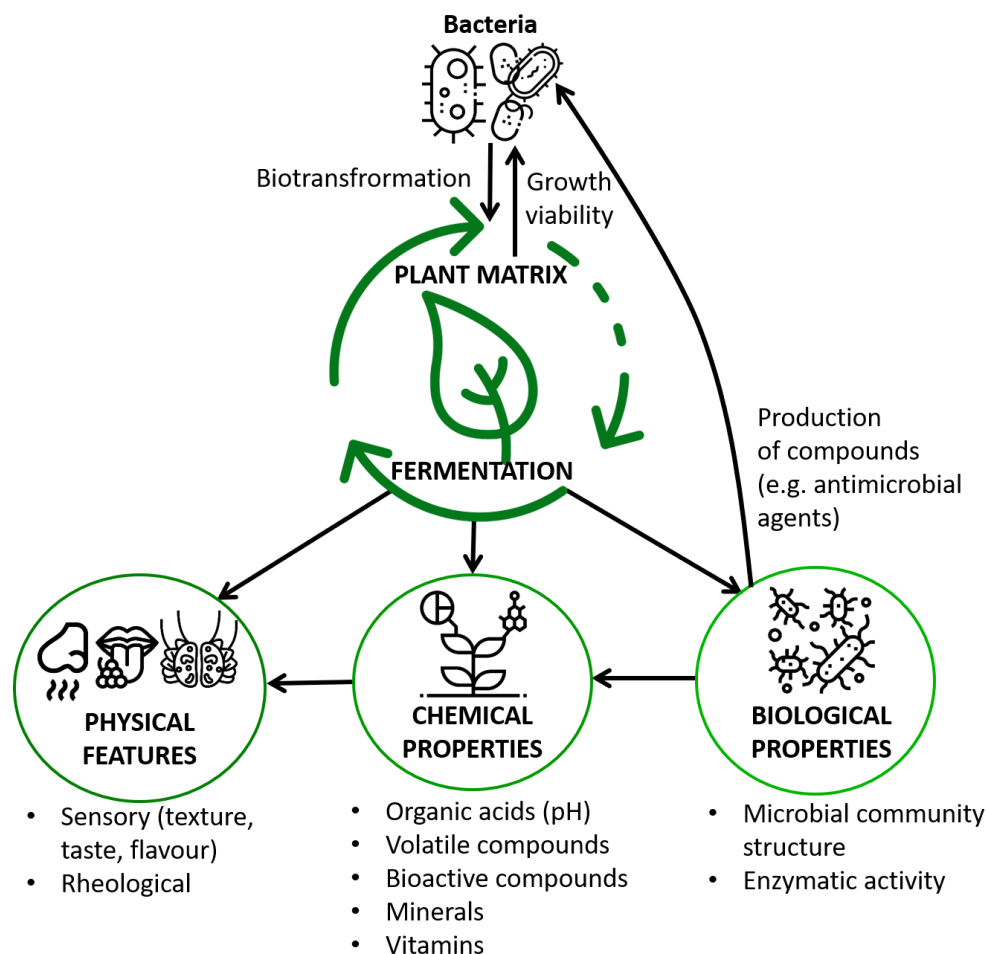 Bacteria
Biotransfrormation
Growth
viability
PLANT MATRIX
FERMENTATION
Production
of compounds
(e.g. antimicrobial
agents)
PHYSICAL
FEATURES
• Sensory (texture,
taste, flavour)
• Rheological
CHEMICAL
PROPERTIES
• Organic acids (pH)
• Volatile compounds
• Bioactive compounds
• Minerals
• Vitamins
BIOLOGICAL
PROPERTIES
• Microbial community
structure
• Enzymatic activity